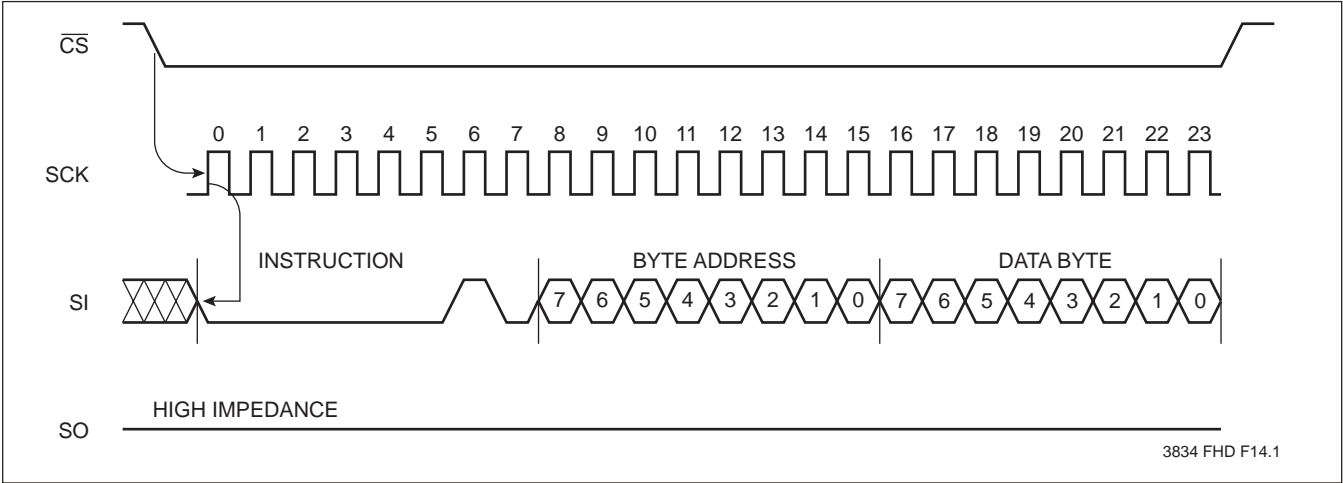 CS
0 1 2 3 4 5 6 7 8 9 10 11 12 13 14 15 16 17 18 19 20 21 22 23
SCK
INSTRUCTION BYTE ADDRESS DATA BYTE
SI 7 6 5 4 3 2 1 0 7 6 5 4 3 2 1 0
HIGH IMPEDANCE
SO
3834 FHD F14.1